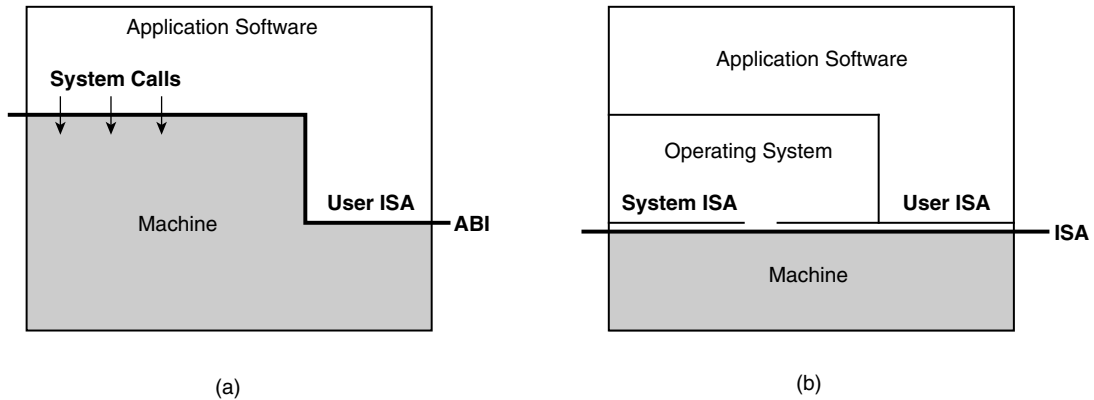 Application Software
System Calls
User ISA
Machine
ABI
(a)
Application Software
Operating System
System ISA
User ISA
ISA
Machine
(b)